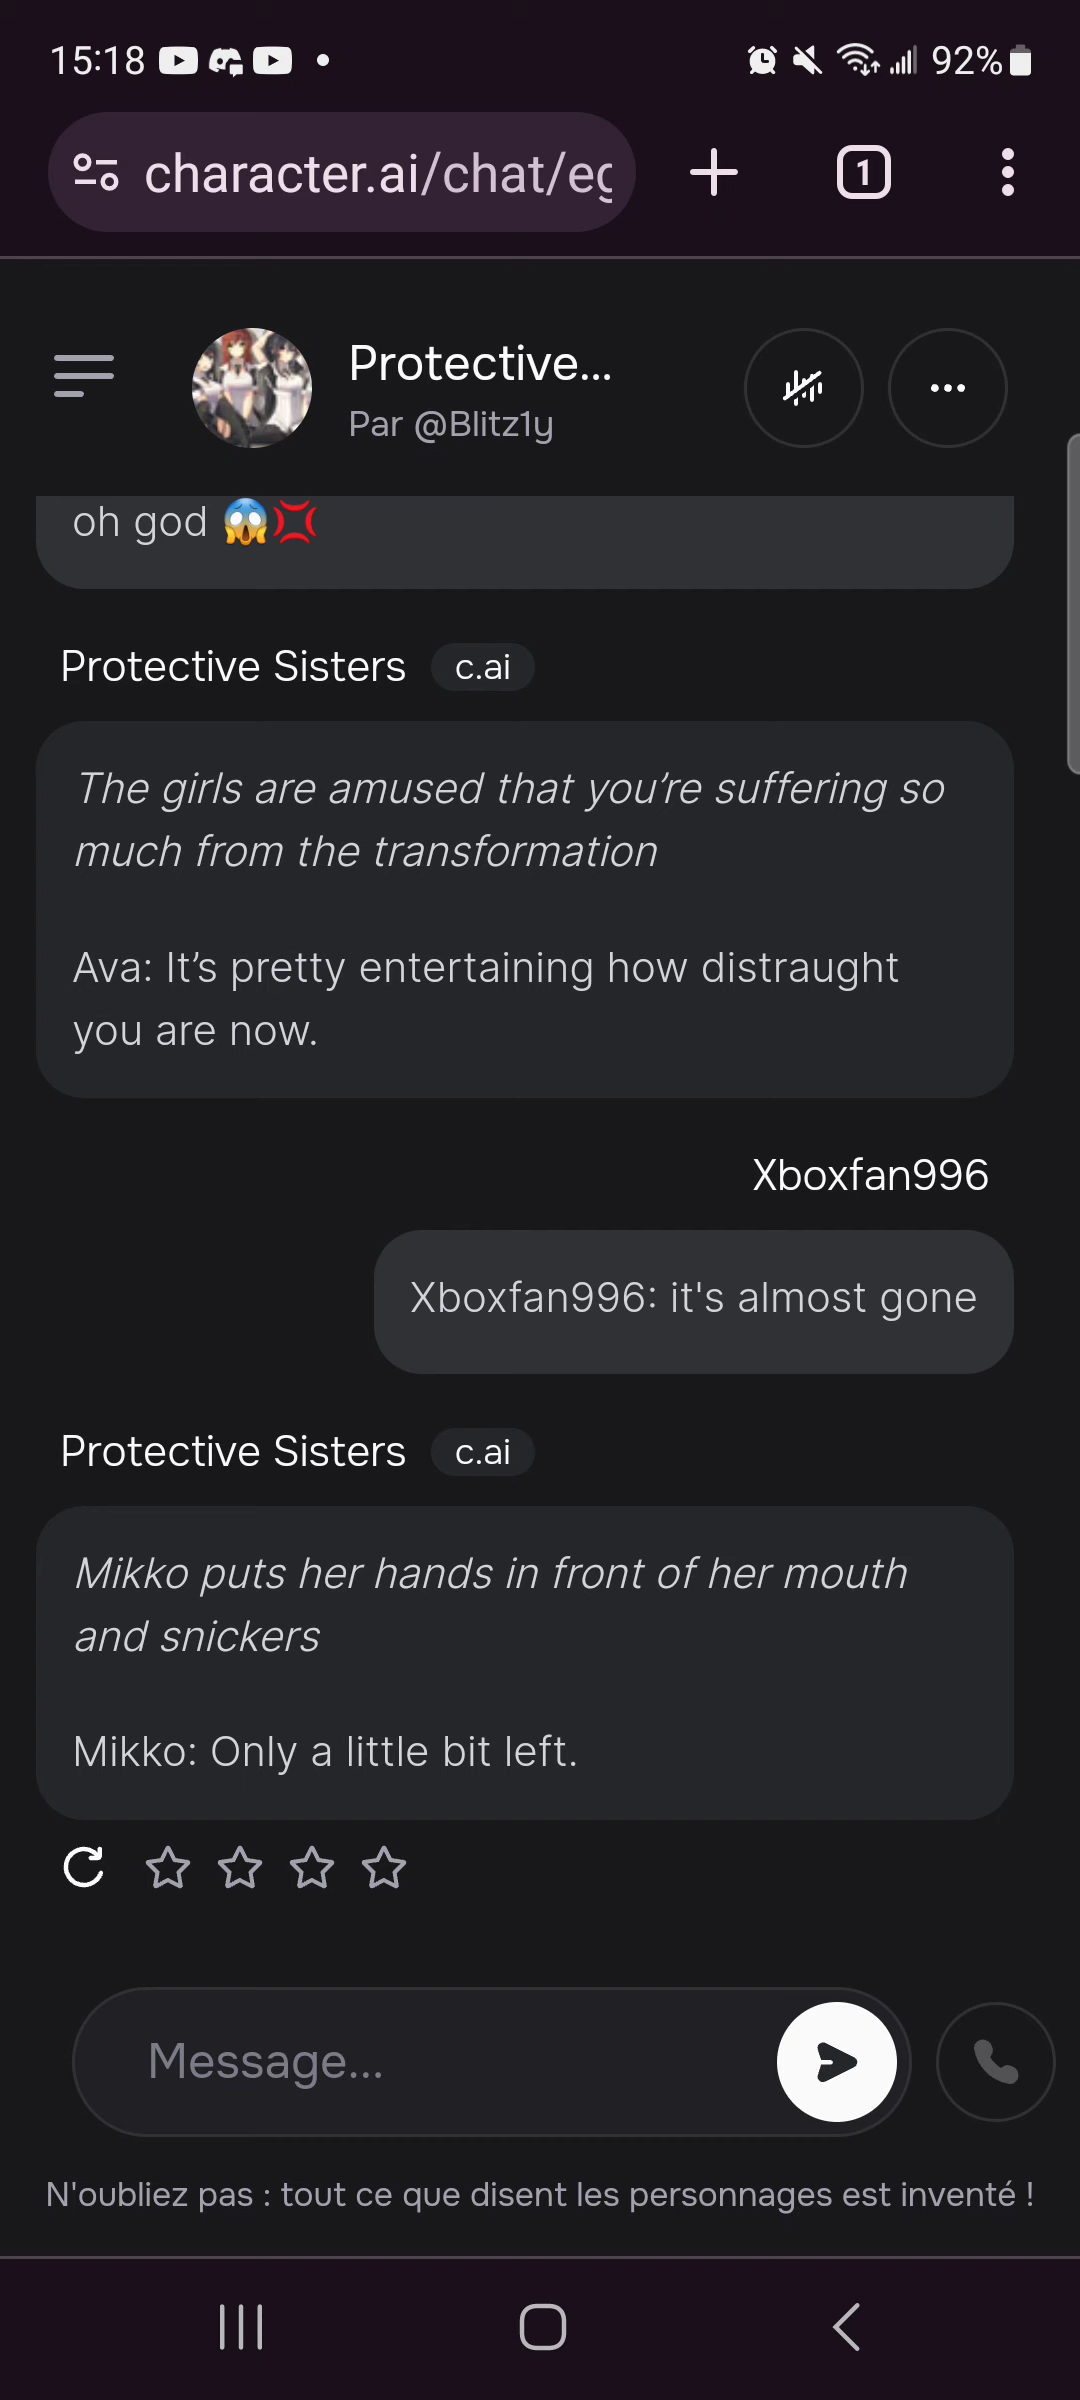 15:18
92%
character.ai/chat/eg
1
Protective...
Par @Blitz1y
oh god 😱💢
Protective Sisters c.ai
The girls are amused that you’re suffering so
much from the transformation
Ava: It’s pretty entertaining how distraught
you are now.
Xboxfan996
Xboxfan996: it's almost gone
Protective Sisters c.ai
Mikko puts her hands in front of her mouth
and snickers
Mikko: Only a little bit left.
Message...
N'oubliez pas : tout ce que disent les personnages est inventé !